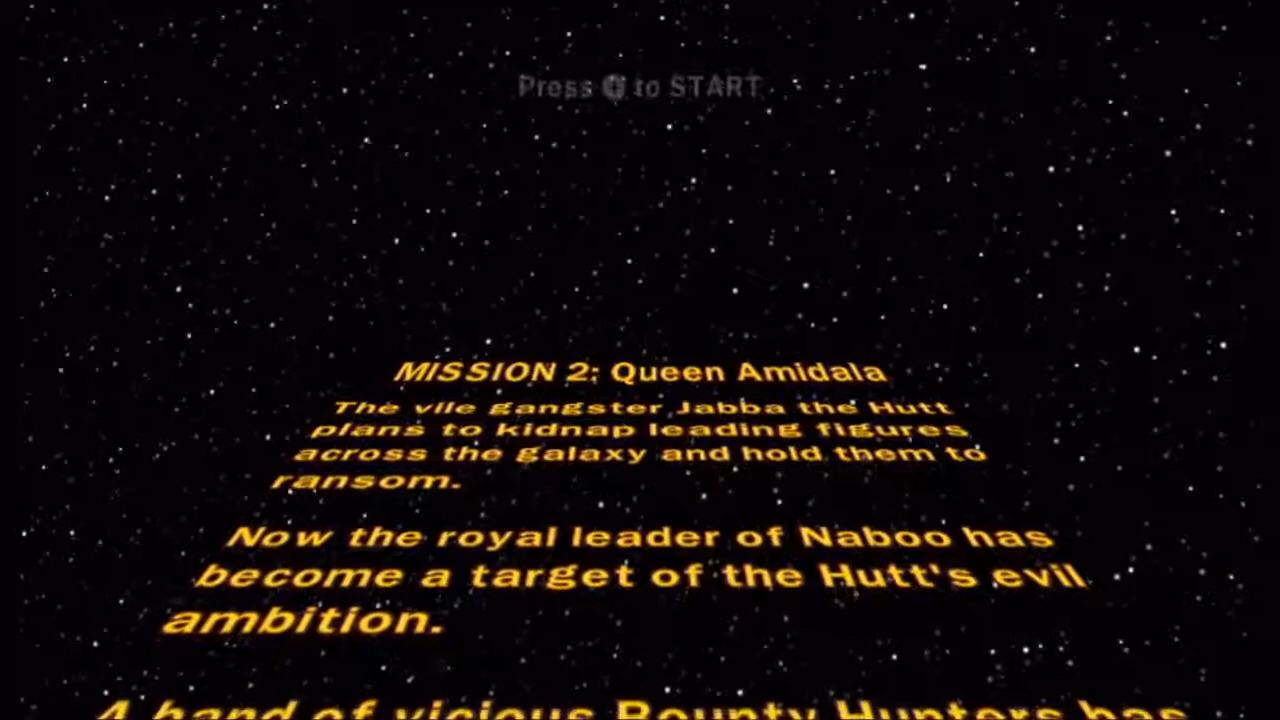 Press to START
MISSION 2: Queen Amidala
The vile gangster Jabba the Hutt
plans to kidnap leading figures
across the galaxy and hold them to
ransom.
Now the royal leader of Naboo has
become a target of the Hutt's evil
ambition.
A band of vicious Bounty Hunters has